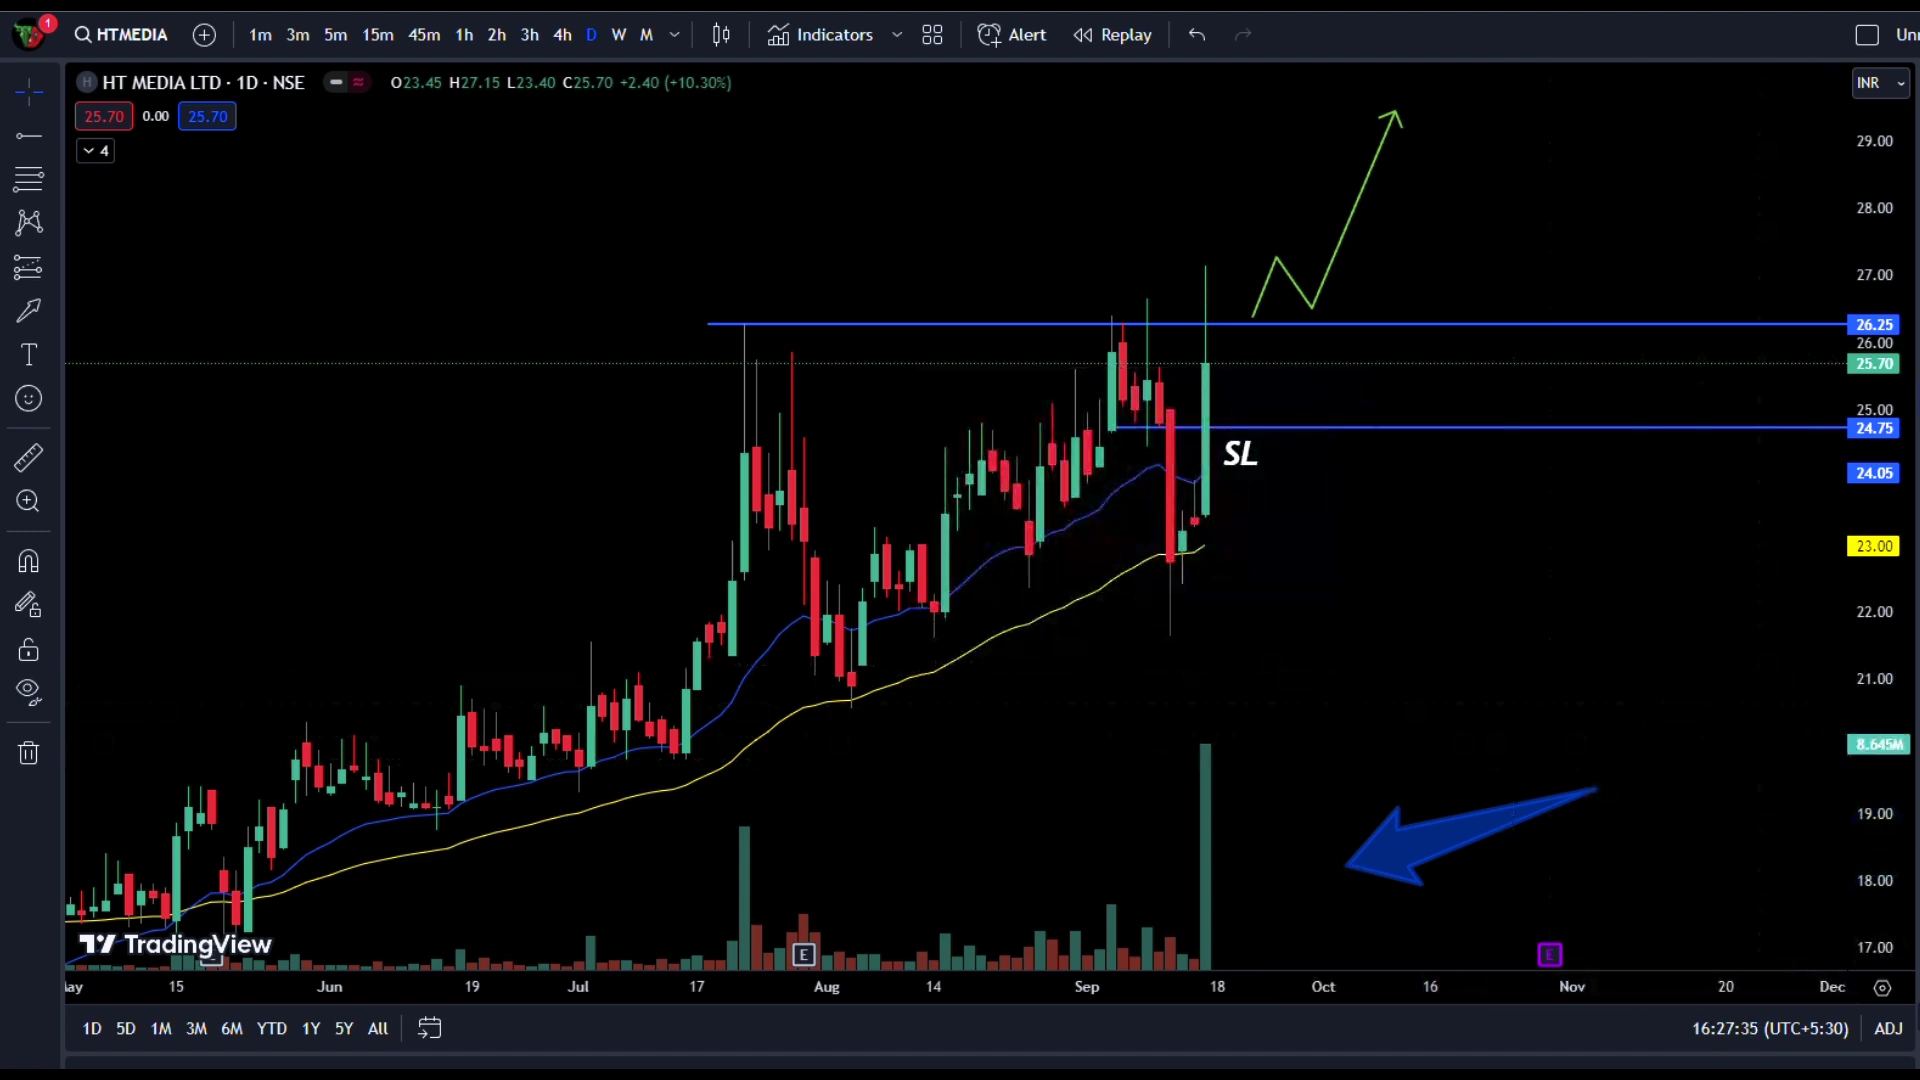 1
HTMEDIA 1m 3m 5m 15m 45m 1h 2h 3h 4h D W M Indicators Alert Replay
H HT MEDIA LTD · 1D · NSE O23.45 H27.15 L23.40 C25.70 +2.40 (+10.30%) INR
25.70 0.00 25.70
4
29.00
28.00
27.00
26.25
26.00
25.70
25.00
24.75
SL
24.05
23.00
22.00
21.00
8.645M
19.00
18.00
TradingView
17.00
E E
15 Jun 19 Jul 17 Aug 14 Sep 18 Oct 16 Nov 20 Dec
1D 5D 1M 3M 6M YTD 1Y 5Y All 16:27:35 (UTC+5:30) ADJ